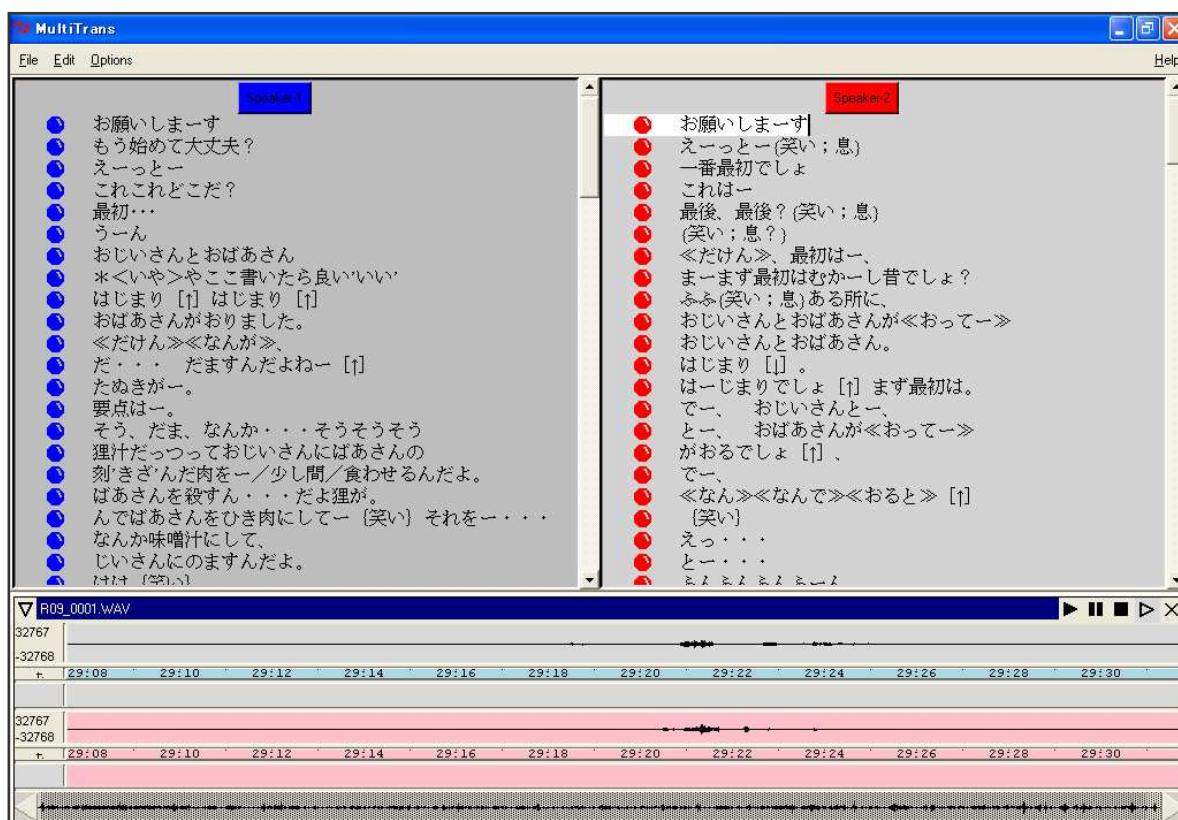 MultiTrans
File Edit Options Help
Speaker-1
お願いしまーす
もう始めて大丈夫？
えーっとー
これこれどこだ？
最初…
うーん
おじいさんとおばあさん
＊＜いや＞やここ書いたら良い'いい'
はじまり [↑] はじまり [↑]
おばあさんがおりました。
≪だけん≫≪なんが≫、
だ・・・　だますんだよねー [↑]
たぬきがー。
要点はー。
そう、だま、なんか・・・そうそうそう
狸汁だっつっておじいさんにばあさんの
刻'きざ'んだ肉をー／少し間／食わせるんだよ。
ばあさんを殺すん・・・だよ狸が。
んでばあさんをひき肉にしてー {笑い} それをー・・・
なんか味噌汁にして、
じいさんにのますんだよ。
はは {笑い}
Speaker-2
お願いしまーす
えーっとー(笑い；息)
一番最初でしょ
これはー
最後、最後？(笑い；息)
(笑い；息？)
≪だけん≫、最初はー、
まーまず最初はむかーし昔でしょ？
ふふ(笑い；息)ある所に、
おじいさんとおばあさんが≪おってー≫
おじいさんとおばあさん。
はじまり [↓] 。
はーじまりでしょ [↑] まず最初は。
でー、　おじいさんとー、
とー、　おばあさんが≪おってー≫
がおるでしょ [↑] 、
でー、
≪なん≫≪なんで≫≪おると≫ [↑]
{笑い}
えっ・・・
とー・・・
R09_0001.WAV
32767
-32768
29:08 29:10 29:12 29:14 29:16 29:18 29:20 29:22 29:24 29:26 29:28 29:30
32767
-32768
29:08 29:10 29:12 29:14 29:16 29:18 29:20 29:22 29:24 29:26 29:28 29:30